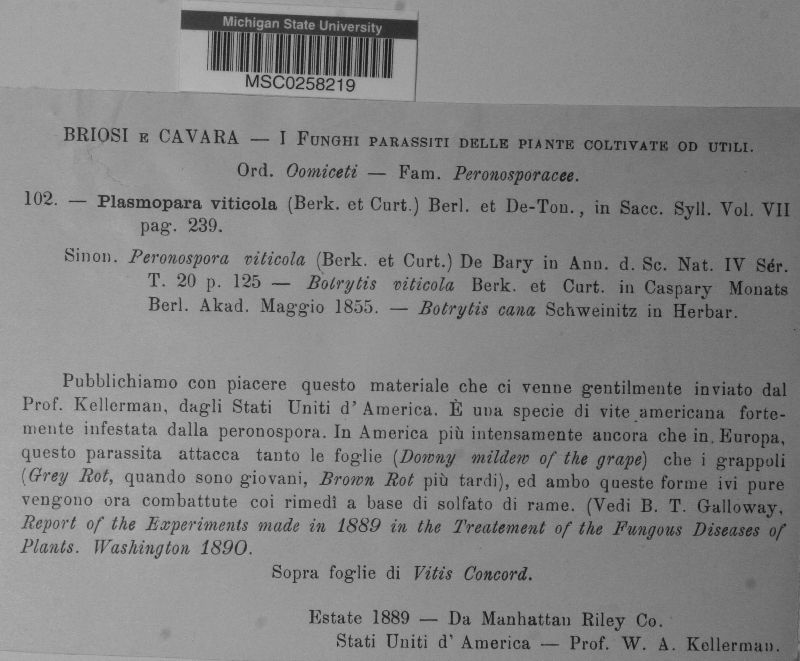 Michigan State University
MSC0258219
BRIOSI E CAVARA — I FUNGHI PARASSITI DELLE PIANTE COLTIVATE OD UTILI.
Ord. Oomiceti — Fam. Peronosporacee.
102. — Plasmopara viticola (Berk. et Curt.) Berl. et De-Ton., in Sacc. Syll. Vol. VII
pag. 239.
Sinon. Peronospora viticola (Berk. et Curt.) De Bary in Ann. d. Sc. Nat. IV Sér.
T. 20 p. 125 — Botrytis viticola Berk. et Curt. in Caspary Monats
Berl. Akad. Maggio 1855. — Botrytis cana Schweinitz in Herbar.
Pubblichiamo con piacere questo materiale che ci venne gentilmente inviato dal
Prof. Kellerman, dagli Stati Uniti d' America. È una specie di vite americana forte-
mente infestata dalla peronospora. In America più intensamente ancora che in Europa,
questo parassita attacca tanto le foglie (Downy mildew of the grape) che i grappoli
(Grey Rot, quando sono giovani, Brown Rot più tardi), ed ambo queste forme ivi pure
vengono ora combattute coi rimedî a base di solfato di rame. (Vedi B. T. Galloway,
Report of the Experiments made in 1889 in the Treatement of the Fungous Diseases of
Plants. Washington 1890.
Sopra foglie di Vitis Concord.
Estate 1889 — Da Manhattan Riley Co.
Stati Uniti d' America — Prof. W. A. Kellerman.